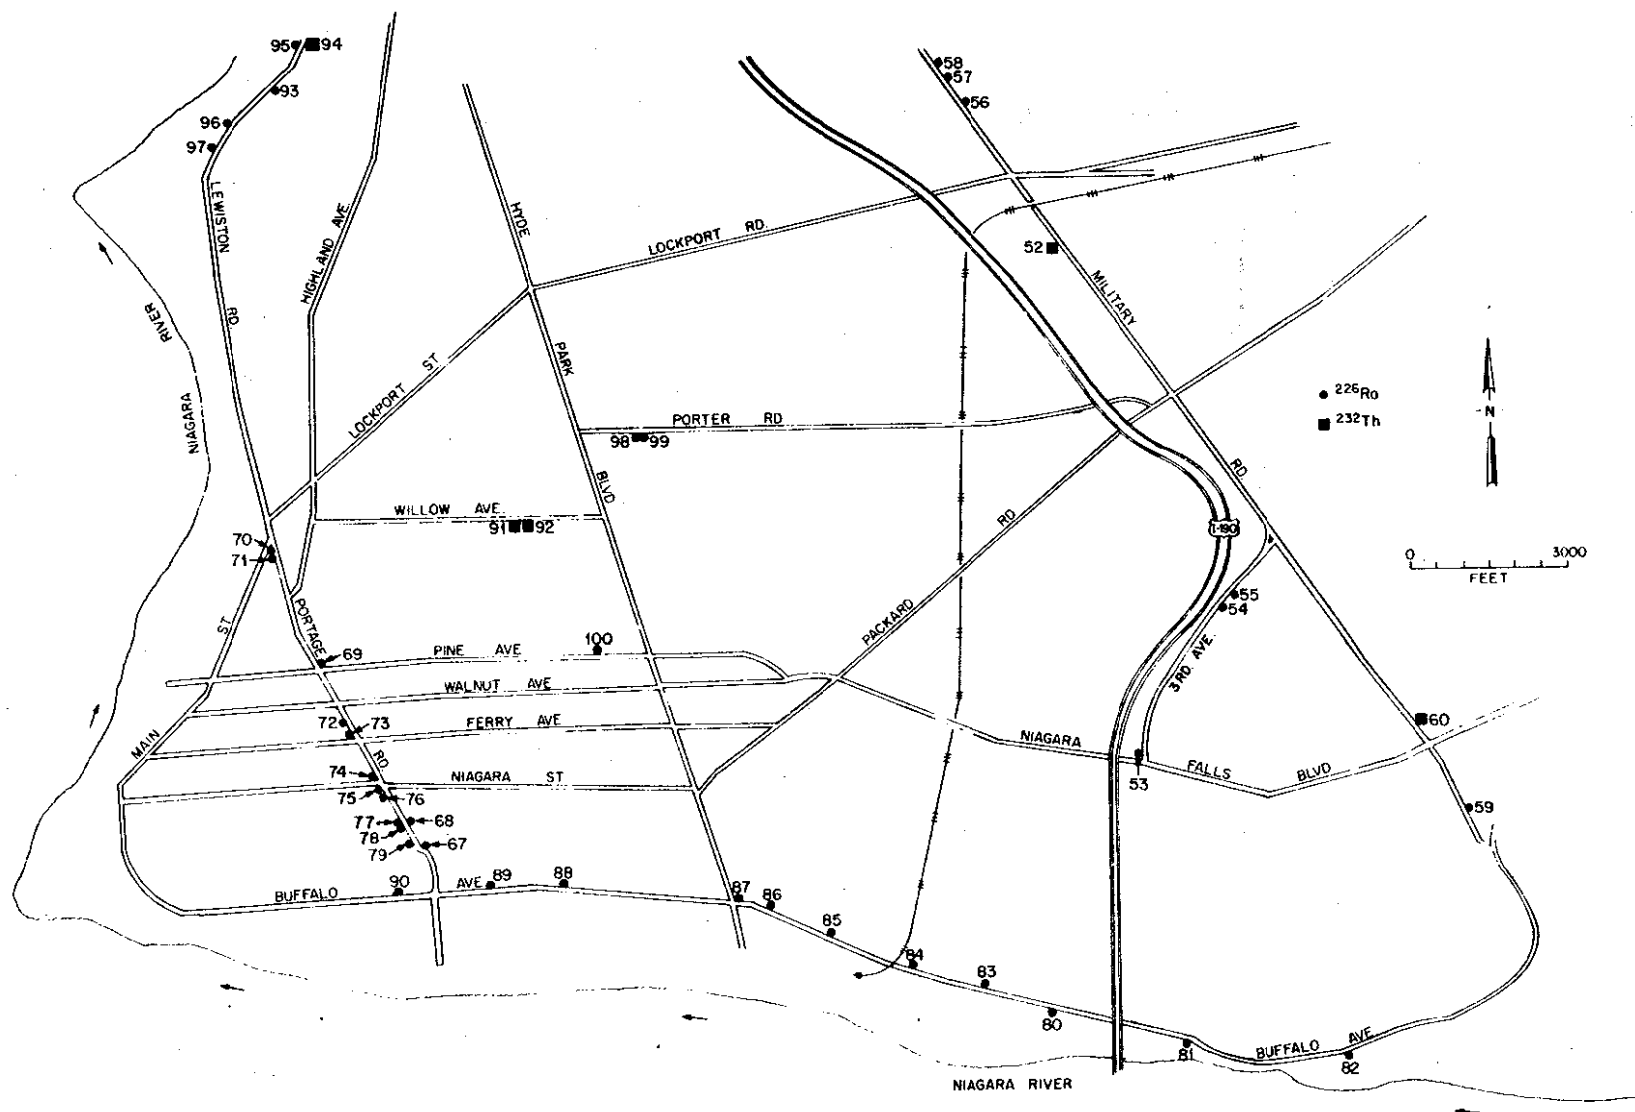 95 94
58
57
93
56
96
97
LEWISTON RD
HIGHLAND AVE.
HYDE PARK BLVD
LOCKPORT RD.
52
MILITARY RD.
NIAGARA RIVER
LOCKPORT ST
226Ra
232Th
-N-
PORTER RD
98 99
WILLOW AVE.
91 92
RD
I-190
0 3000
FEET
70
71
55
54
PORTAGE RD.
ST
PACKARD
100
69
PINE AVE
3 RD. AVE.
WALNUT AVE
72 73
FERRY AVE
60
MAIN
NIAGARA FALLS BLVD
74
NIAGARA ST
53
75 76
59
77 68
78
79 67
90 89 88
BUFFALO AVE
87 86
85
84
83
80
81
BUFFALO AVE.
82
NIAGARA RIVER